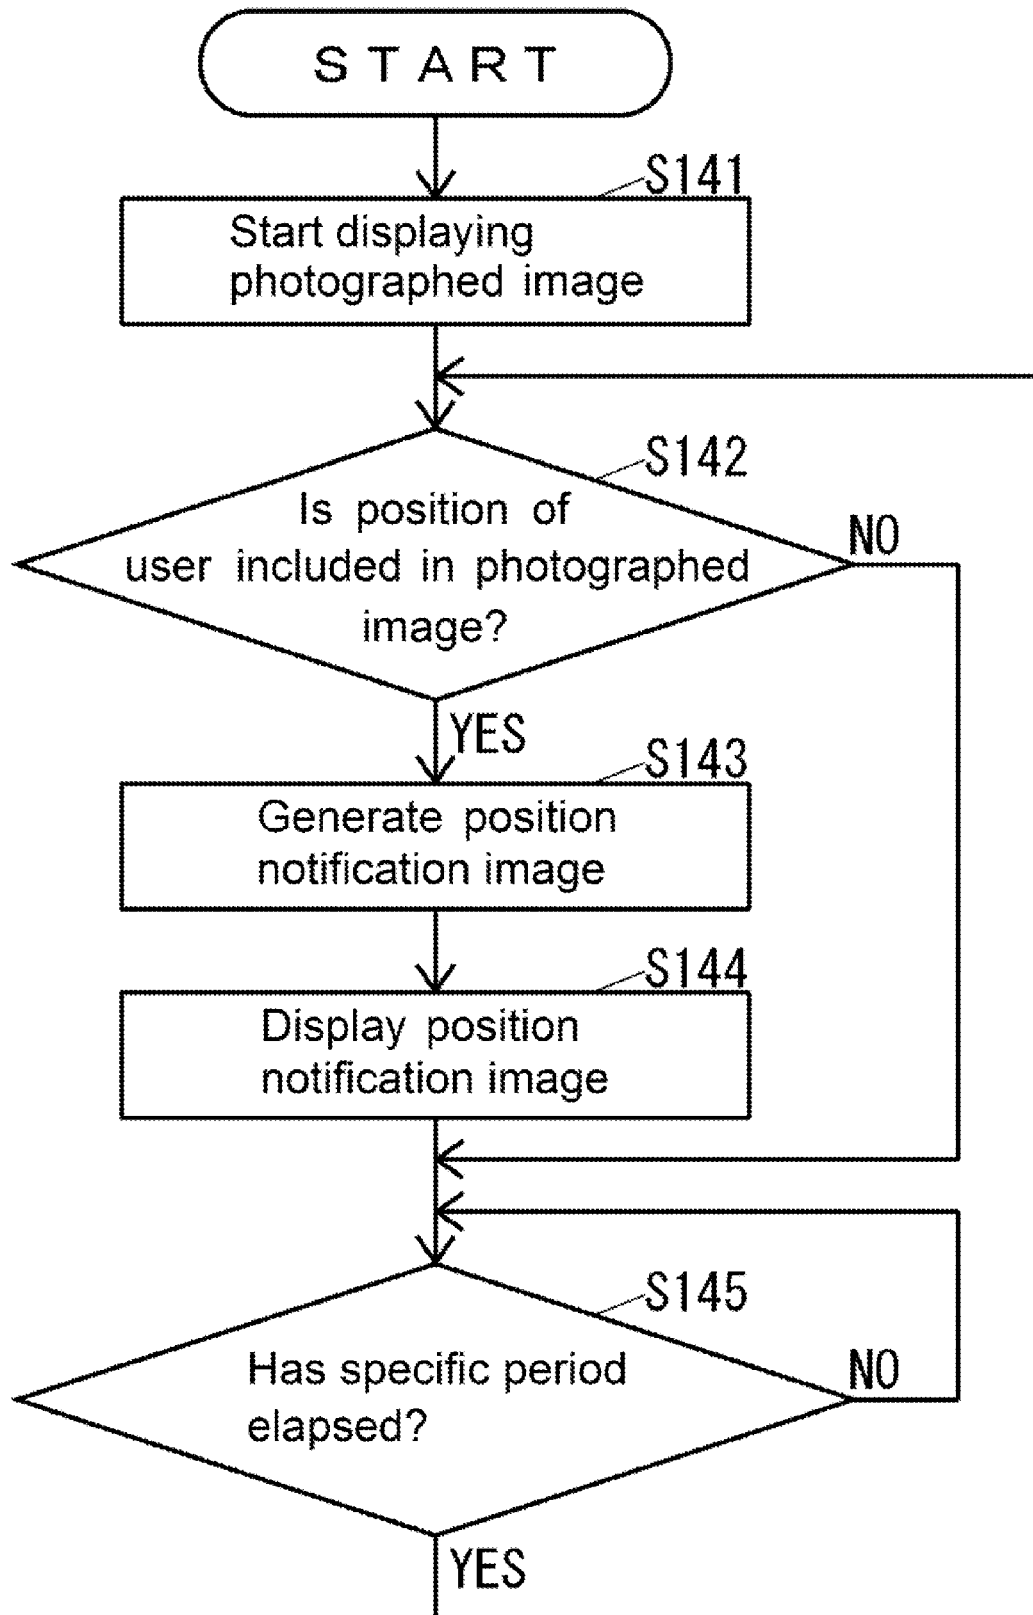 START
S141
Start displaying
photographed image
S142
Is position of
user included in photographed
image?
NO
YES
S143
Generate position
notification image
S144
Display position
notification image
S145
Has specific period
elapsed?
NO
YES